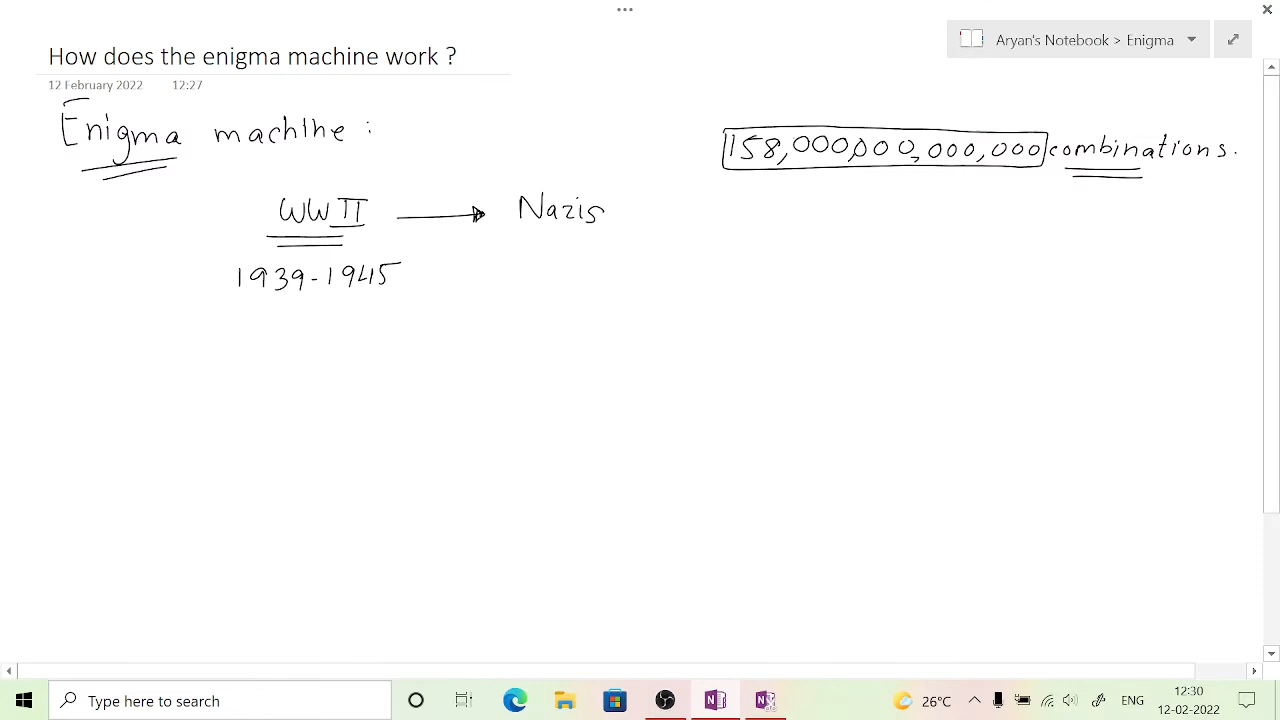 How does the enigma machine work ?
Aryan's Notebook > Enigma
12 February 2022 12:27
Enigma machine :
158,000,000,000,000 combinations.
WW II → Nazis
1939-1945
Type here to search
26°C
ENG
12:30
12-02-2022